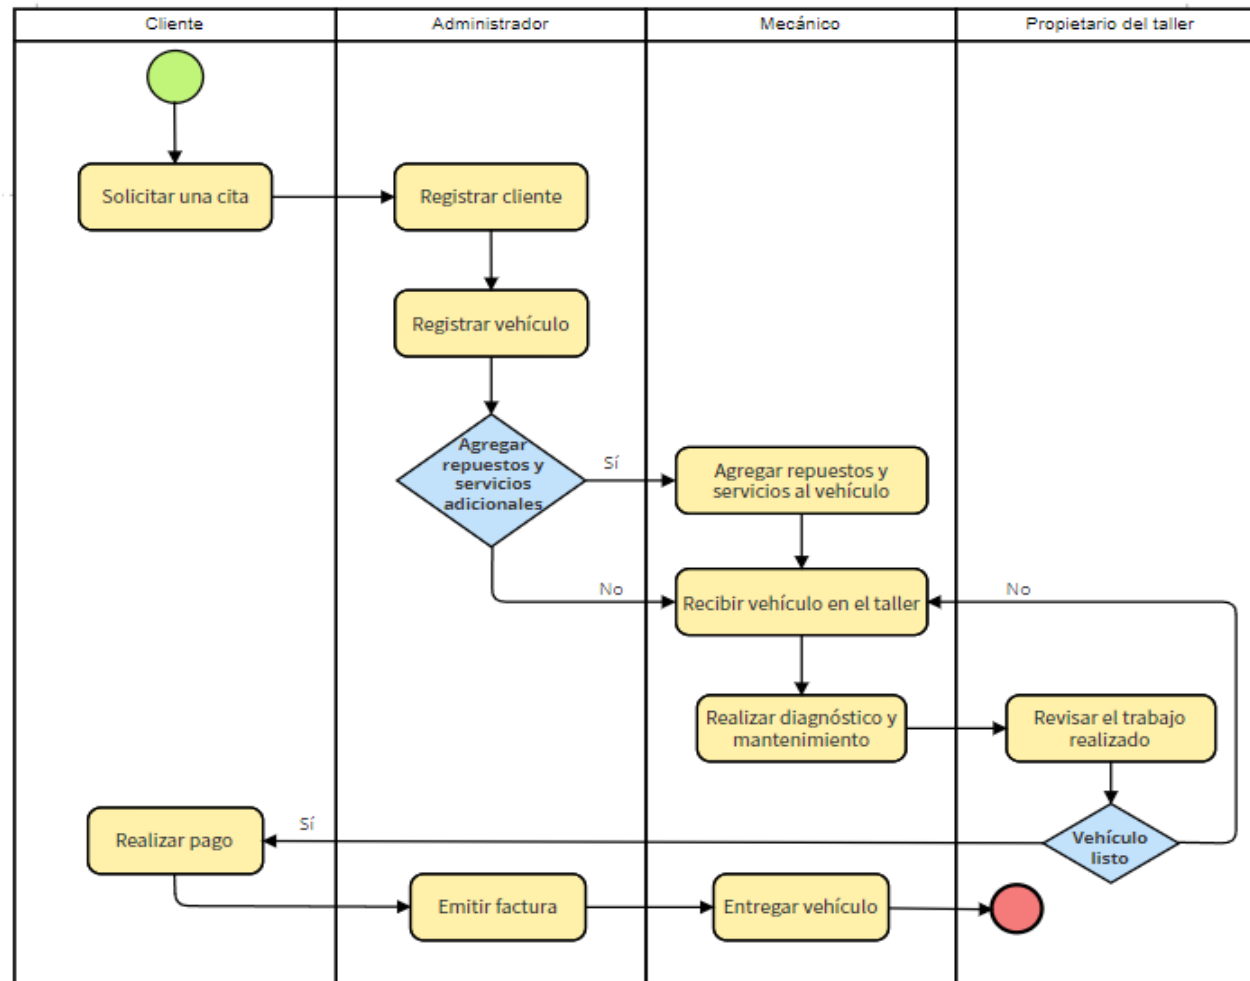 Cliente
Administrador
Mecánico
Propietario del taller
Solicitar una cita
Registrar cliente
Registrar vehículo
Agregar
repuestos y
servicios
adicionales
Sí
Agregar repuestos y
servicios al vehículo
No
Recibir vehículo en el taller
No
Realizar diagnóstico y
mantenimiento
Revisar el trabajo
realizado
Vehículo
listo
Sí
Realizar pago
Emitir factura
Entregar vehículo